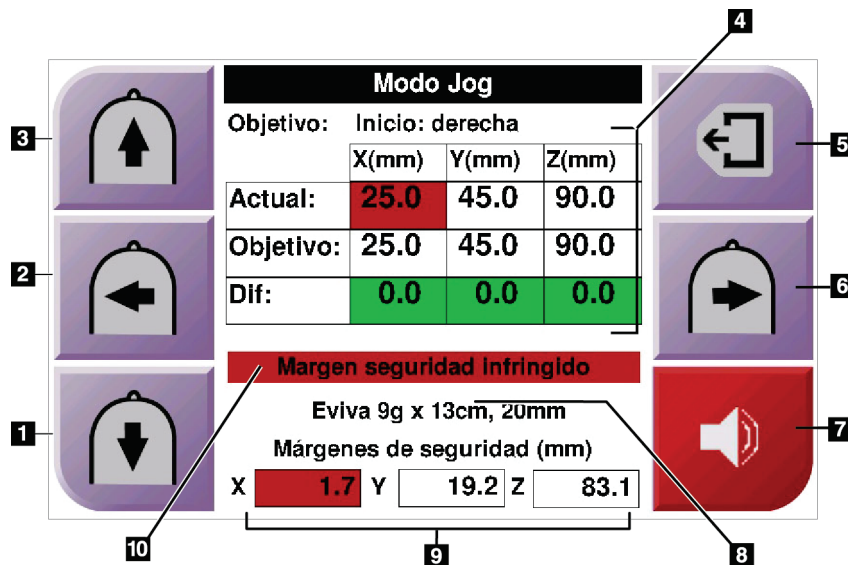 4
Modo Jog
3
Objetivo: Inicio: derecha
5
X(mm) Y(mm) Z(mm)
Actual: 25.0 45.0 90.0
Objetivo: 25.0 45.0 90.0
2
6
Dif: 0.0 0.0 0.0
Margen seguridad infringido
Eviva 9g x 13cm, 20mm
1
7
Márgenes de seguridad (mm)
X 1.7 Y 19.2 Z 83.1
10
9
8